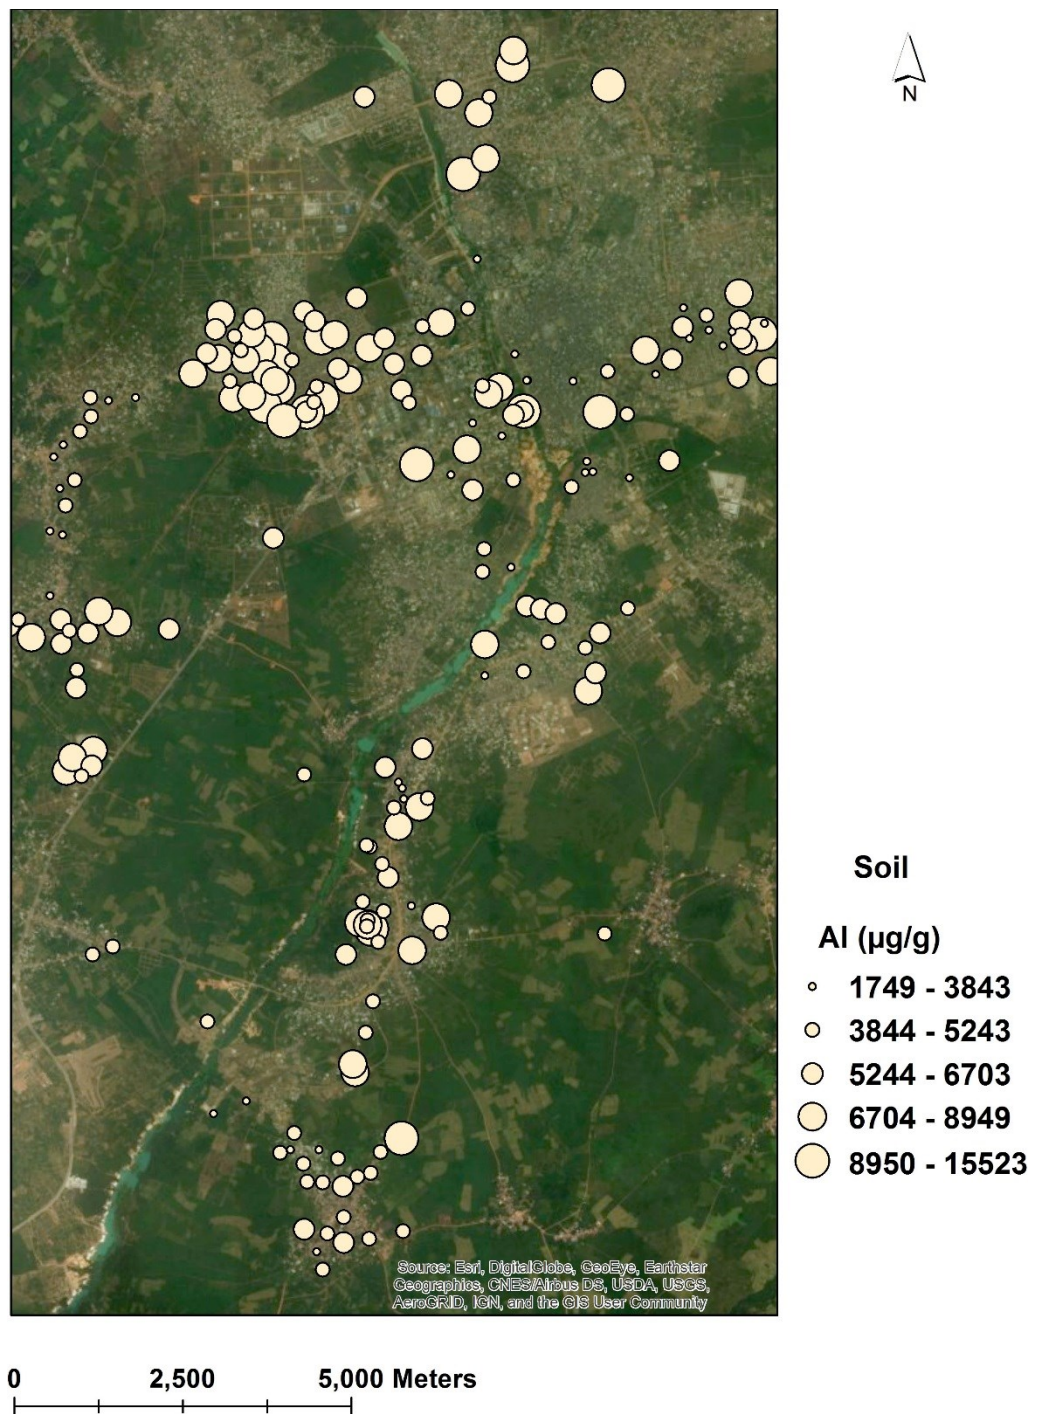 N
Soil
Al (µg/g)
1749 - 3843
3844 - 5243
5244 - 6703
6704 - 8949
8950 - 15523
Source: Esri, DigitalGlobe, GeoEye, Earthstar
Geographics, CNES/Airbus DS, USDA, USGS,
AeroGRID, IGN, and the GIS User Community
0 2,500 5,000 Meters